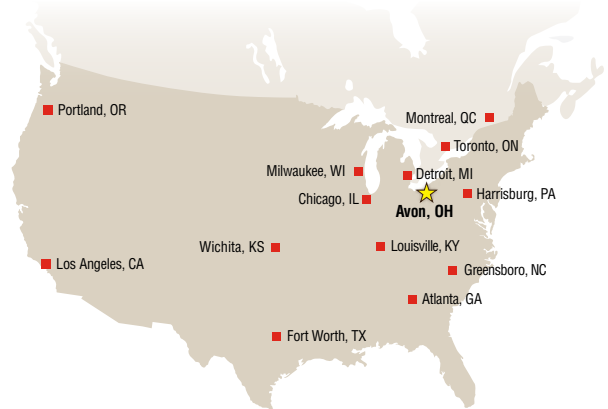 Portland, OR
Montreal, QC
Toronto, ON
Milwaukee, WI
Detroit, MI
Chicago, IL
Harrisburg, PA
Avon, OH
Wichita, KS
Louisville, KY
Los Angeles, CA
Greensboro, NC
Atlanta, GA
Fort Worth, TX